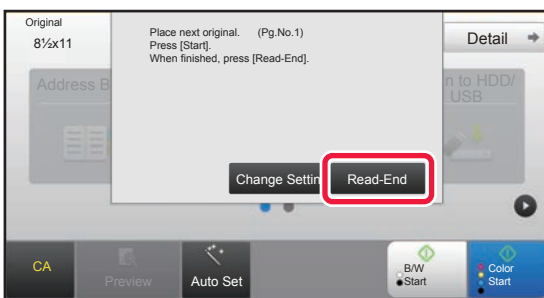 Original
8½x11
Place next original. (Pg.No.1)
Press [Start].
When finished, press [Read-End].
Detail
Address B
n to HDD/
USB
Change Settin
Read-End
CA
Preview
Auto Set
B/W
Start
Color
Start